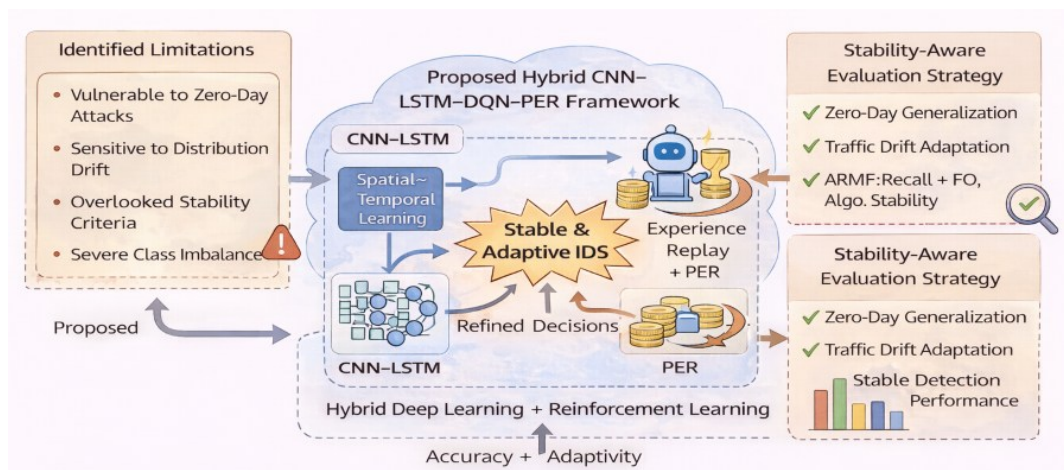 Identified Limitations
• Vulnerable to Zero-Day
Attacks
• Sensitive to Distribution
Drift
• Overlooked Stability
Criteria
• Severe Class Imbalance
Proposed
Proposed Hybrid CNN–
LSTM–DQN–PER Framework
CNN–LSTM
Spatial~
Temporal
Learning
Stable &
Adaptive IDS
Experience
Replay
+ PER
CNN–LSTM
Refined Decisions
PER
Hybrid Deep Learning + Reinforcement Learning
Accuracy + Adaptivity
Stability-Aware
Evaluation Strategy
✓ Zero-Day Generalization
✓ Traffic Drift Adaptation
✓ ARMF:Recall + FO,
Algo. Stability
Stability-Aware
Evaluation Strategy
✓ Zero-Day Generalization
✓ Traffic Drift Adaptation
Stable Detection
Performance